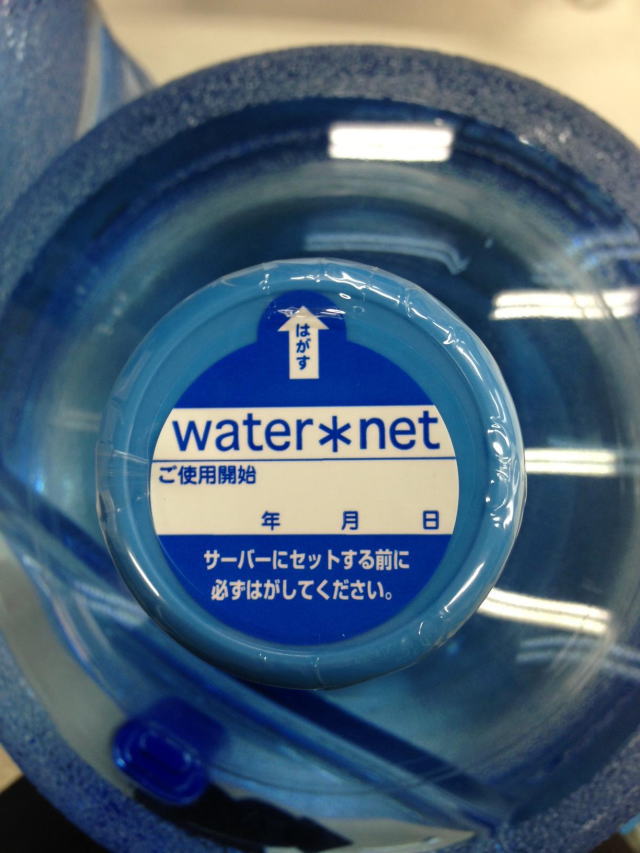 はがす
water*net
ご使用開始
年 月 日
サーバーにセットする前に
必ずはがしてください。